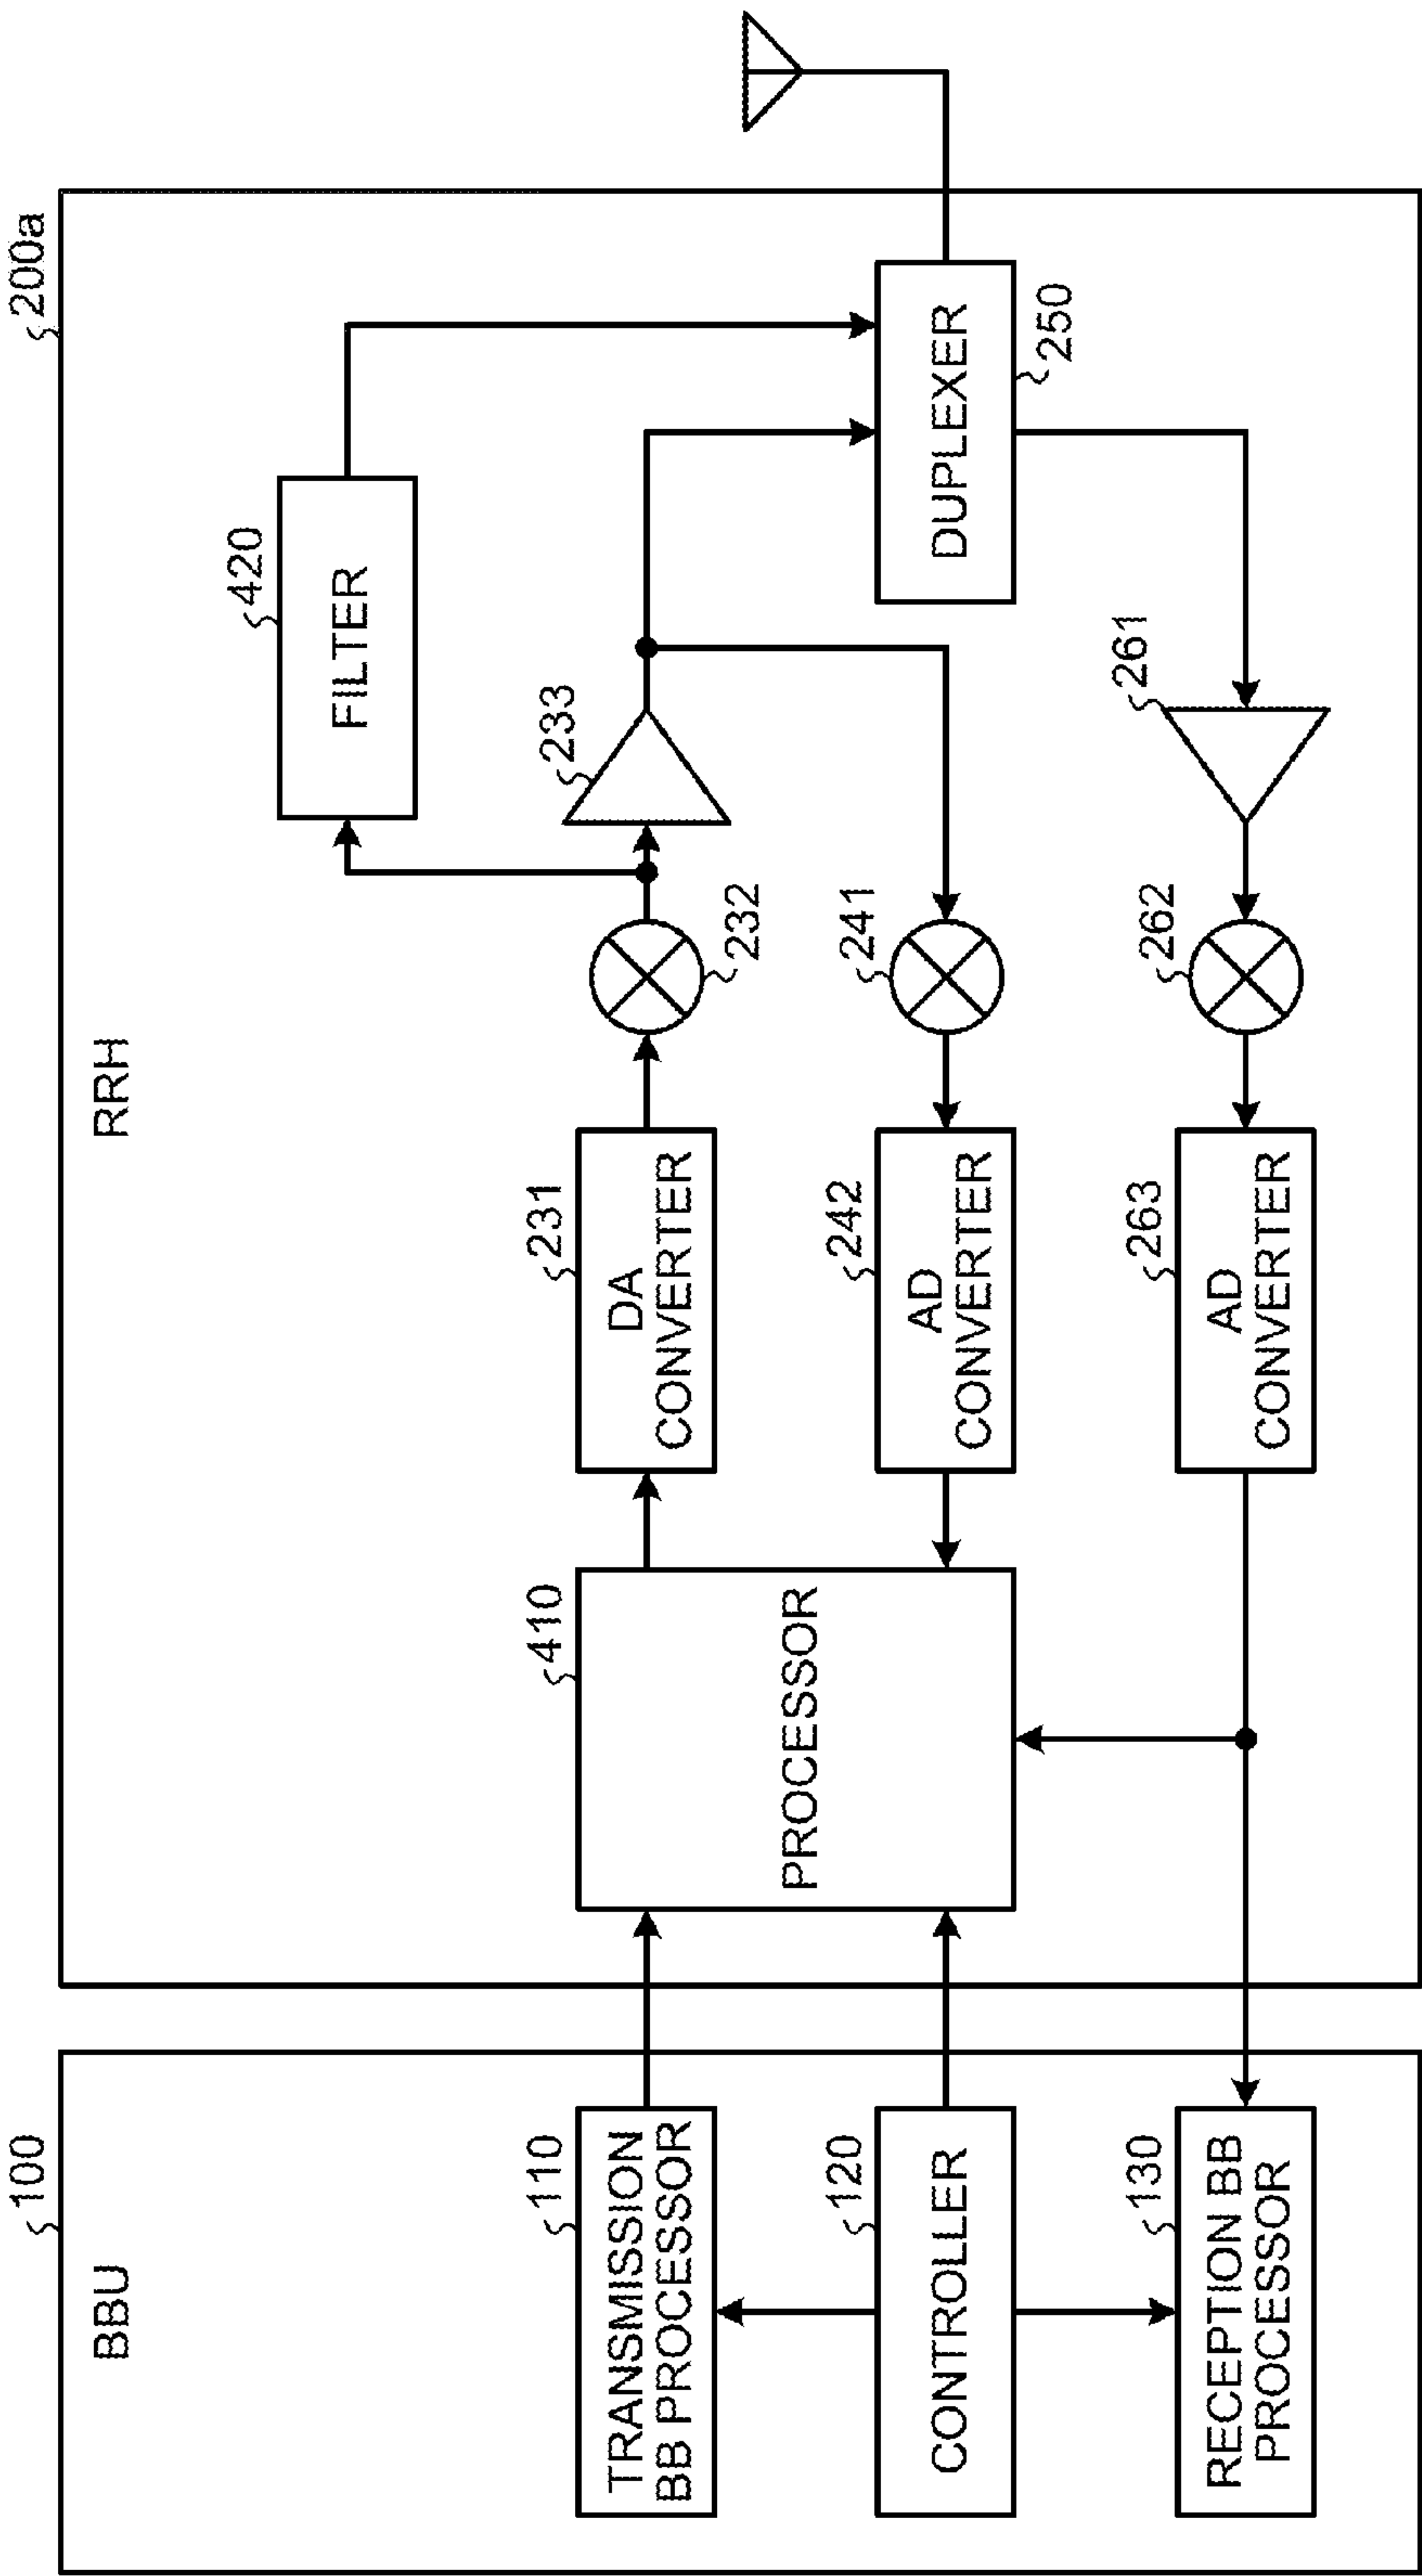 100
BBU
110
TRANSMISSION
BB PROCESSOR
120
CONTROLLER
130
RECEPTION BB
PROCESSOR
200a
RRH
410
PROCESSOR
231
DA
CONVERTER
242
AD
CONVERTER
263
AD
CONVERTER
232
241
262
233
261
420
FILTER
DUPLEXER
250